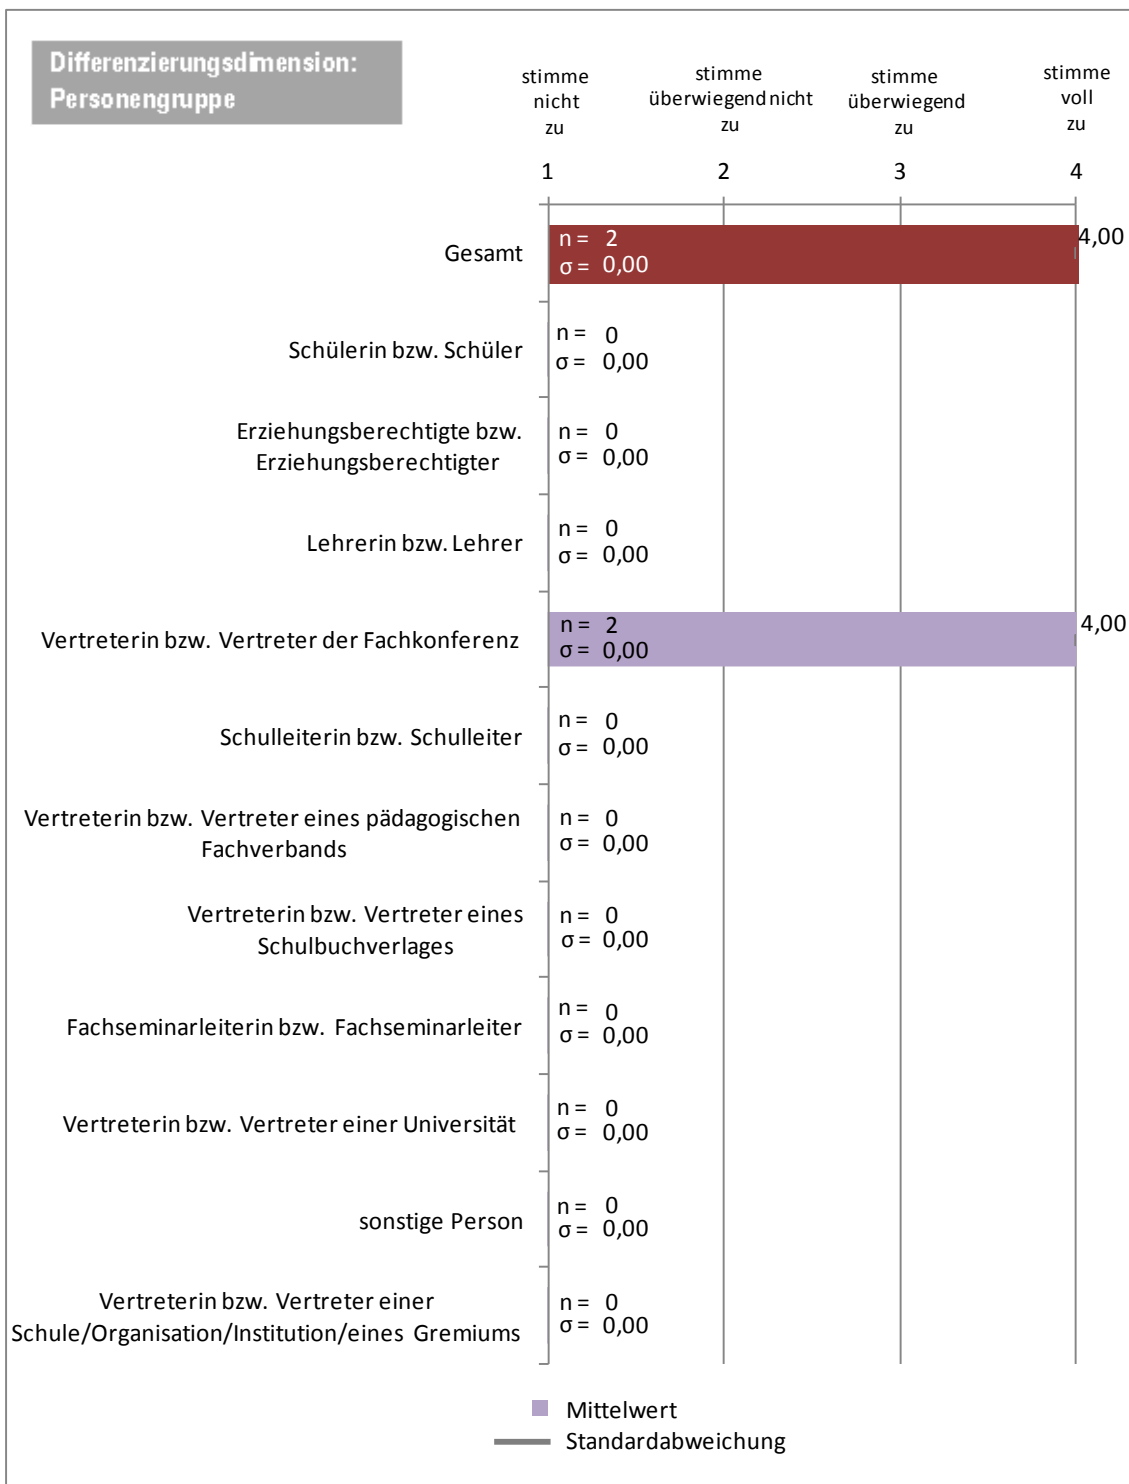 Differenzierungsdimension:
Personengruppe
stimme
nicht
zu
stimme
überwiegend nicht
zu
stimme
überwiegend
zu
stimme
voll
zu
1 2 3 4
Gesamt
n = 2
σ = 0,00
4,00
Schülerin bzw. Schüler
n = 0
σ = 0,00
Erziehungsberechtigte bzw.
Erziehungsberechtigter
n = 0
σ = 0,00
Lehrerin bzw. Lehrer
n = 0
σ = 0,00
Vertreterin bzw. Vertreter der Fachkonferenz
n = 2
σ = 0,00
4,00
Schulleiterin bzw. Schulleiter
n = 0
σ = 0,00
Vertreterin bzw. Vertreter eines pädagogischen
Fachverbands
n = 0
σ = 0,00
Vertreterin bzw. Vertreter eines
Schulbuchverlages
n = 0
σ = 0,00
Fachseminarleiterin bzw. Fachseminarleiter
n = 0
σ = 0,00
Vertreterin bzw. Vertreter einer Universität
n = 0
σ = 0,00
sonstige Person
n = 0
σ = 0,00
Vertreterin bzw. Vertreter einer
Schule/Organisation/Institution/eines Gremiums
n = 0
σ = 0,00
Mittelwert
Standardabweichung